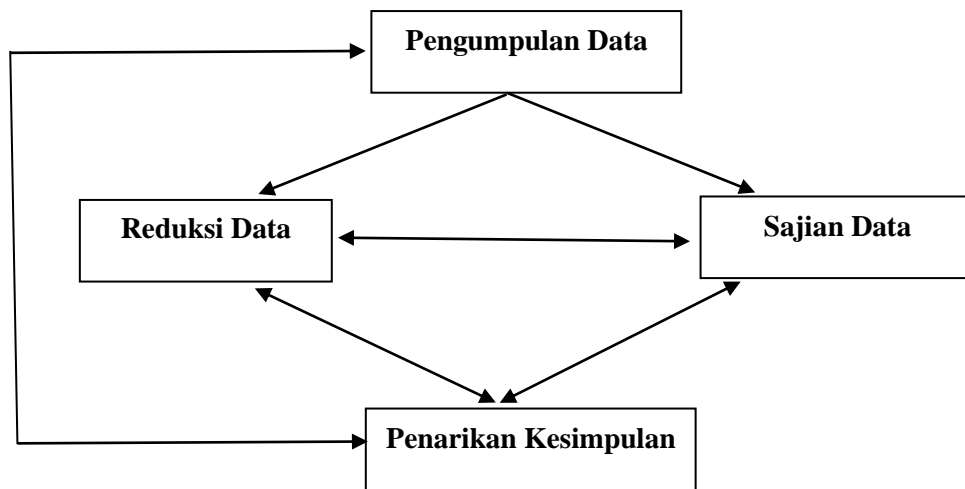 Pengumpulan Data
Reduksi Data
Sajian Data
Penarikan Kesimpulan